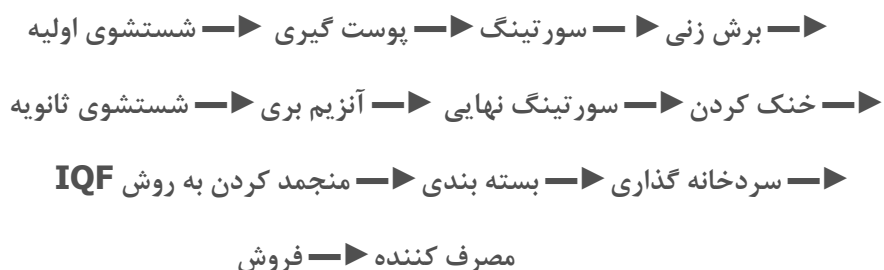 ►▬ برش زنی ►▬ سورتینگ ►▬ پوست گیری ►▬ شستشوی اولیه
►▬ خنک کردن ►▬ سورتینگ نهایی ►▬ آنزیم بری ►▬ شستشوی ثانویه
►▬ سردخانه گذاری ►▬ بسته بندی ►▬ منجمد کردن به روش IQF
مصرف کننده ►▬ فروش